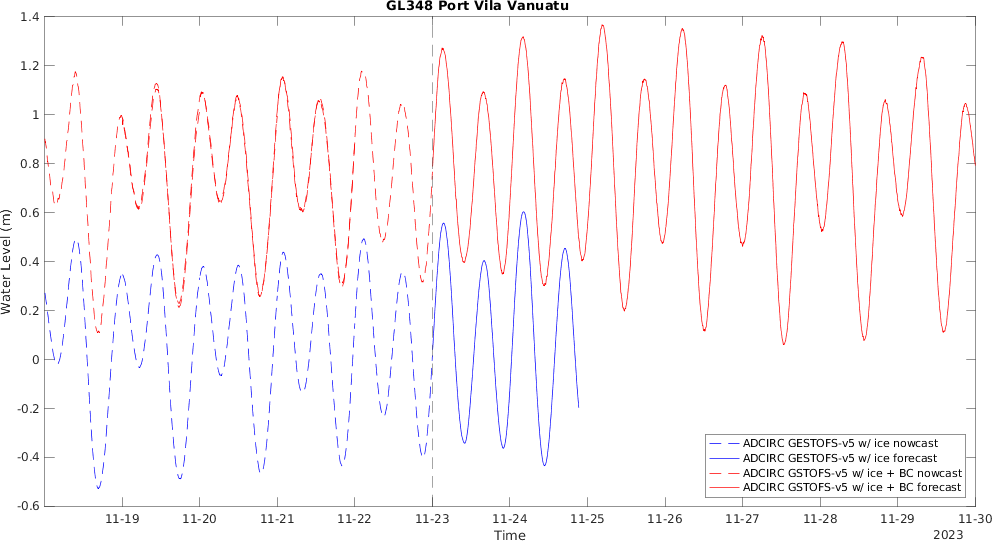 GL348 Port Vila Vanuatu
1.4
1.2
1
0.8
0.6
0.4
0.2
0
-0.2
-0.4
-0.6
Water Level (m)
ADCIRC GESTOFS-v5 w/ ice nowcast
ADCIRC GESTOFS-v5 w/ ice forecast
ADCIRC GSTOFS-v5 w/ ice + BC nowcast
ADCIRC GSTOFS-v5 w/ ice + BC forecast
11-19 11-20 11-21 11-22 11-23 11-24 11-25 11-26 11-27 11-28 11-29 11-30
Time
2023